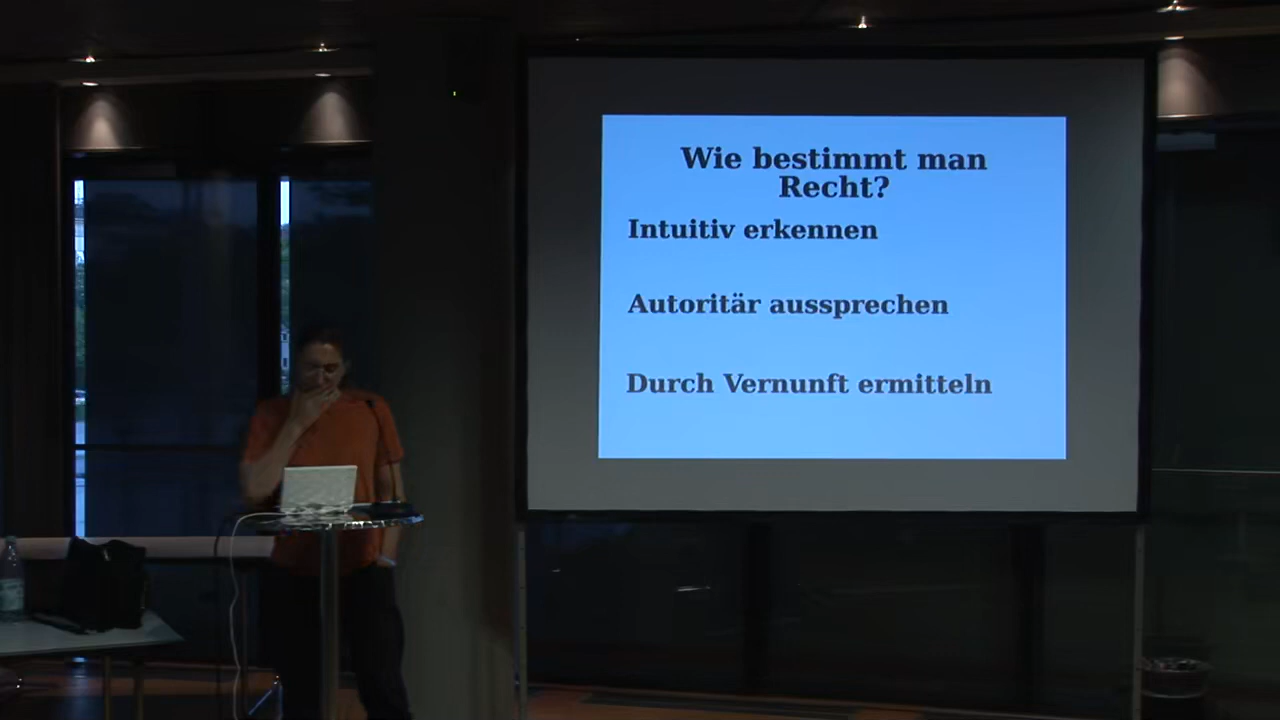 Wie bestimmt man
Recht?
Intuitiv erkennen
Autoritär aussprechen
Durch Vernunft ermitteln